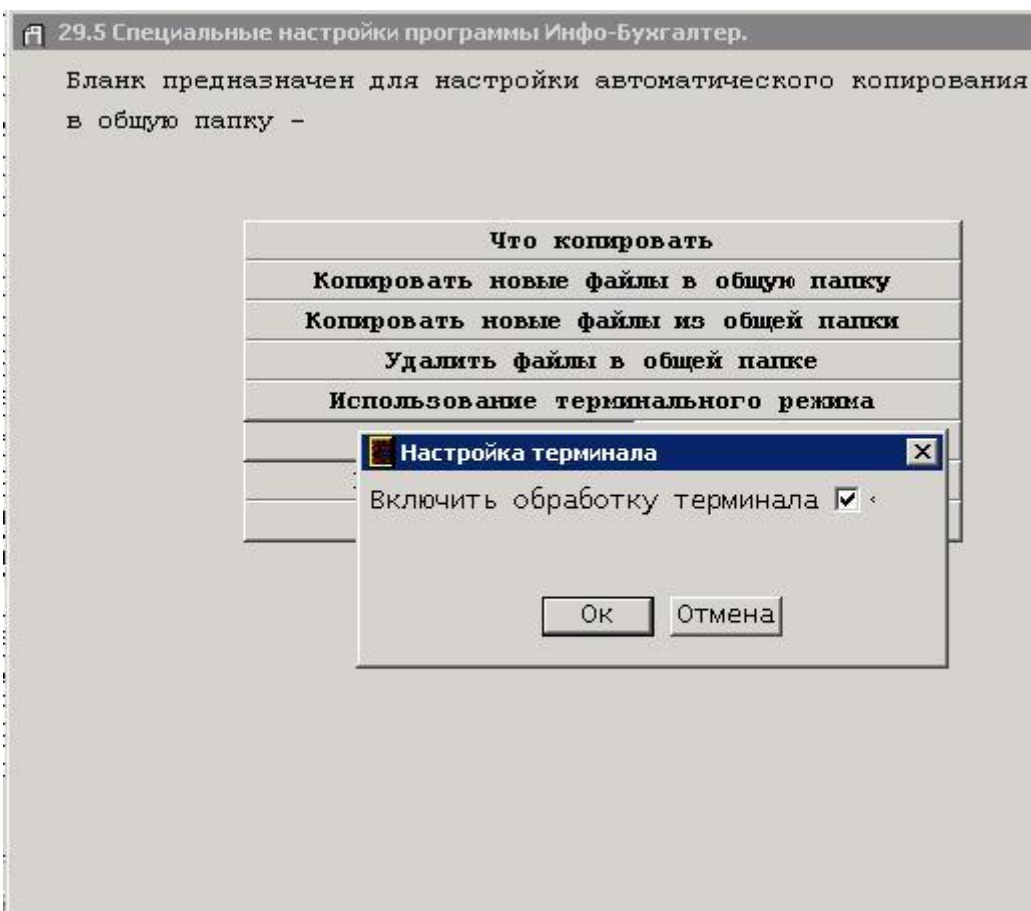 29.5 Специальные настройки программы Инфо-Бухгалтер.
Бланк предназначен для настройки автоматического копирования
в общую папку -
Что копировать
Копировать новые файлы в общую папку
Копировать новые файлы из общей папки
Удалить файлы в общей папке
Использование терминального режима
Настройка терминала
Включить обработку терминала
Ок
Отмена